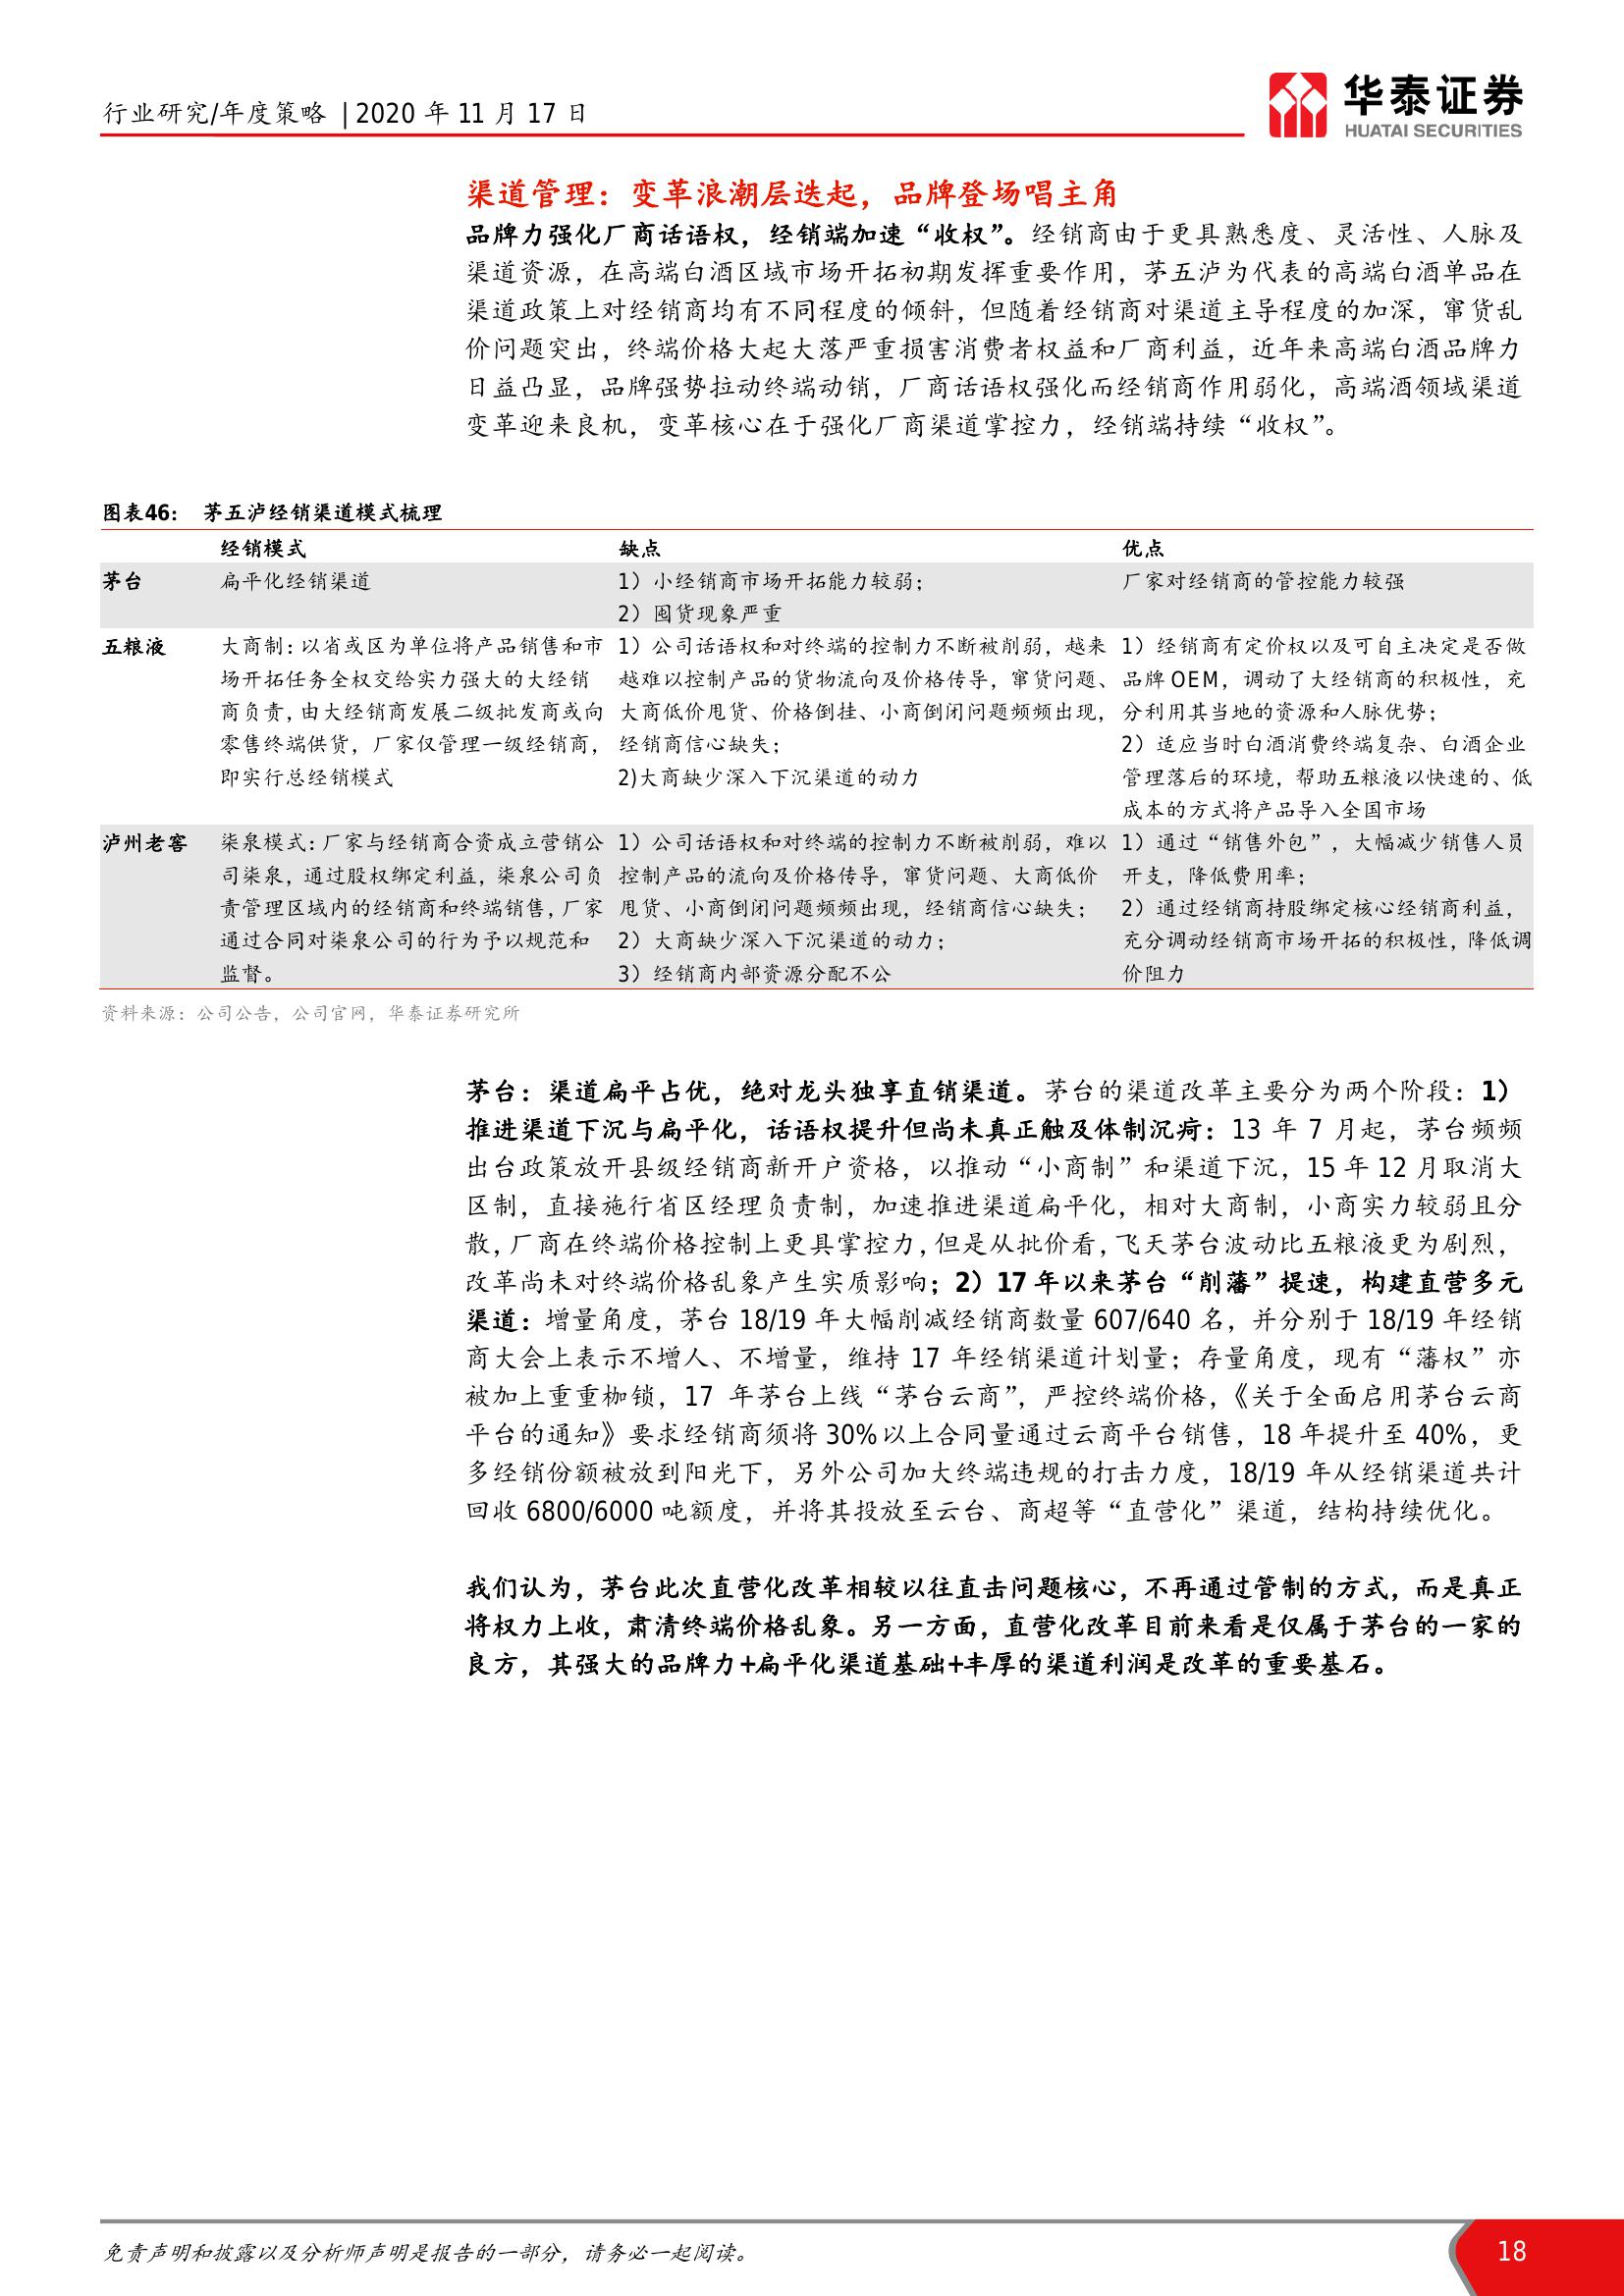 行业研究/年度策略 | 2020 年 11 月 17 日
华泰证券
HUATAI SECURITIES
渠道管理：变革浪潮层迭起，品牌登场唱主角
品牌力强化厂商话语权，经销端加速“收权”。经销商由于更具熟悉度、灵活性、人脉及
渠道资源，在高端白酒区域市场开拓初期发挥重要作用，茅五泸为代表的高端白酒单品在
渠道政策上对经销商均有不同程度的倾斜，但随着经销商对渠道主导程度的加深，窜货乱
价问题突出，终端价格大起大落严重损害消费者权益和厂商利益，近年来高端白酒品牌力
日益凸显，品牌强势拉动终端动销，厂商话语权强化而经销商作用弱化，高端酒领域渠道
变革迎来良机，变革核心在于强化厂商渠道掌控力，经销端持续“收权”。
图表46： 茅五泸经销渠道模式梳理
经销模式 缺点 优点
茅台 扁平化经销渠道 1）小经销商市场开拓能力较弱； 厂家对经销商的管控能力较强
2）囤货现象严重
五粮液 大商制：以省或区为单位将产品销售和市 1）公司话语权和对终端的控制力不断被削弱，越来 1）经销商有定价权以及可自主决定是否做
场开拓任务全权交给实力强大的大经销 越难以控制产品的货物流向及价格传导，窜货问题、 品牌 OEM，调动了大经销商的积极性，充
商负责，由大经销商发展二级批发商或向 大商低价甩货、价格倒挂、小商倒闭问题频频出现， 分利用其当地的资源和人脉优势；
零售终端供货，厂家仅管理一级经销商， 经销商信心缺失； 2）适应当时白酒消费终端复杂、白酒企业
即实行总经销模式 2)大商缺少深入下沉渠道的动力 管理落后的环境，帮助五粮液以快速的、低
成本的方式将产品导入全国市场
泸州老窖 柒泉模式：厂家与经销商合资成立营销公 1）公司话语权和对终端的控制力不断被削弱，难以 1）通过“销售外包”，大幅减少销售人员
司柒泉，通过股权绑定利益，柒泉公司负 控制产品的流向及价格传导，窜货问题、大商低价 开支，降低费用率；
责管理区域内的经销商和终端销售，厂家 甩货、小商倒闭问题频频出现，经销商信心缺失； 2）通过经销商持股绑定核心经销商利益，
通过合同对柒泉公司的行为予以规范和 2）大商缺少深入下沉渠道的动力； 充分调动经销商市场开拓的积极性，降低调
监督。 3）经销商内部资源分配不公 价阻力
资料来源：公司公告，公司官网，华泰证券研究所
茅台：渠道扁平占优，绝对龙头独享直销渠道。茅台的渠道改革主要分为两个阶段：1）
推进渠道下沉与扁平化，话语权提升但尚未真正触及体制沉疴：13 年 7 月起，茅台频频
出台政策放开县级经销商新开户资格，以推动“小商制”和渠道下沉，15 年 12 月取消大
区制，直接施行省区经理负责制，加速推进渠道扁平化，相对大商制，小商实力较弱且分
散，厂商在终端价格控制上更具掌控力，但是从批价看，飞天茅台波动比五粮液更为剧烈，
改革尚未对终端价格乱象产生实质影响；2）17 年以来茅台“削藩”提速，构建直营多元
渠道：增量角度，茅台 18/19 年大幅削减经销商数量 607/640 名，并分别于 18/19 年经销
商大会上表示不增人、不增量，维持 17 年经销渠道计划量；存量角度，现有“藩权”亦
被加上重重枷锁，17 年茅台上线“茅台云商”，严控终端价格，《关于全面启用茅台云商
平台的通知》要求经销商须将 30%以上合同量通过云商平台销售，18 年提升至 40%，更
多经销份额被放到阳光下，另外公司加大终端违规的打击力度，18/19 年从经销渠道共计
回收 6800/6000 吨额度，并将其投放至云台、商超等“直营化”渠道，结构持续优化。
我们认为，茅台此次直营化改革相较以往直击问题核心，不再通过管制的方式，而是真正
将权力上收，肃清终端价格乱象。另一方面，直营化改革目前来看是仅属于茅台的一家的
良方，其强大的品牌力+扁平化渠道基础+丰厚的渠道利润是改革的重要基石。
免责声明和披露以及分析师声明是报告的一部分，请务必一起阅读。
18